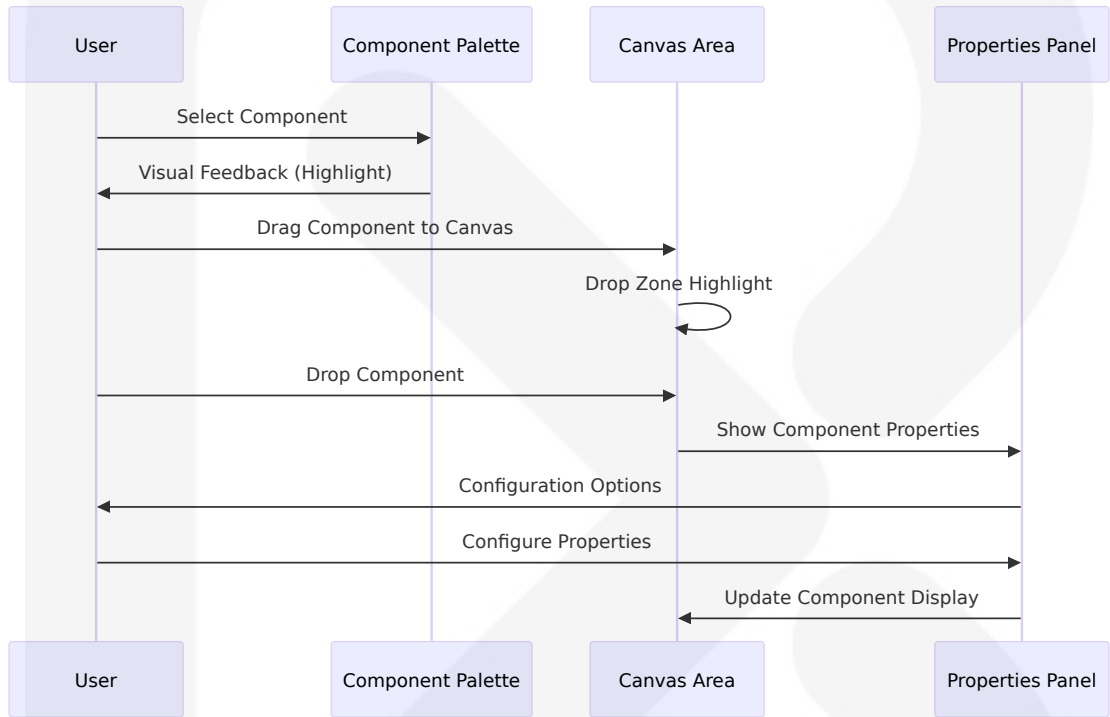 User
Component Palette
Canvas Area
Properties Panel
Select Component
Visual Feedback (Highlight)
Drag Component to Canvas
Drop Zone Highlight
Drop Component
Show Component Properties
Configuration Options
Configure Properties
Update Component Display
User
Component Palette
Canvas Area
Properties Panel